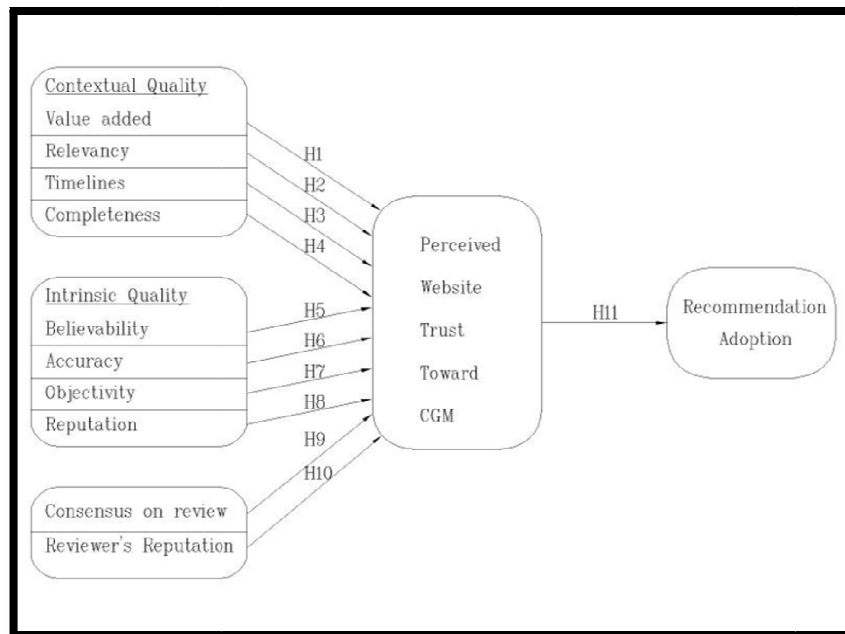 Contextual Quality
Value added
Relevancy
Timelines
Completeness
H1
H2
H3
H4
Intrinsic Quality
Believability
Accuracy
Objectivity
Reputation
H5
H6
H7
H8
H9
H10
Consensus on review
Reviewer's Reputation
Perceived
Website
Trust
Toward
CGM
H11
Recommendation
Adoption